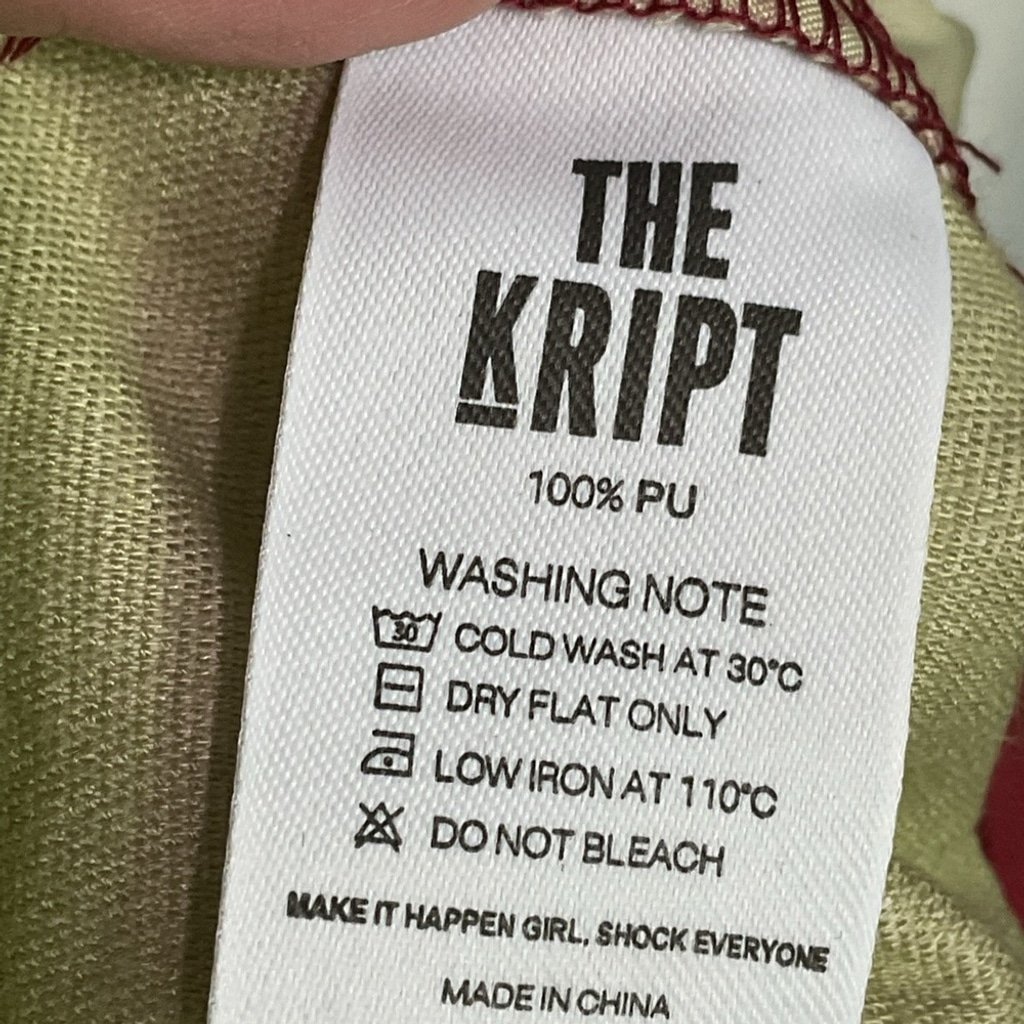 THE
KRIPT
100% PU
WASHING NOTE
30 COLD WASH AT 30°C
DRY FLAT ONLY
LOW IRON AT 110°C
DO NOT BLEACH
MAKE IT HAPPEN GIRL, SHOCK EVERYONE
MADE IN CHINA